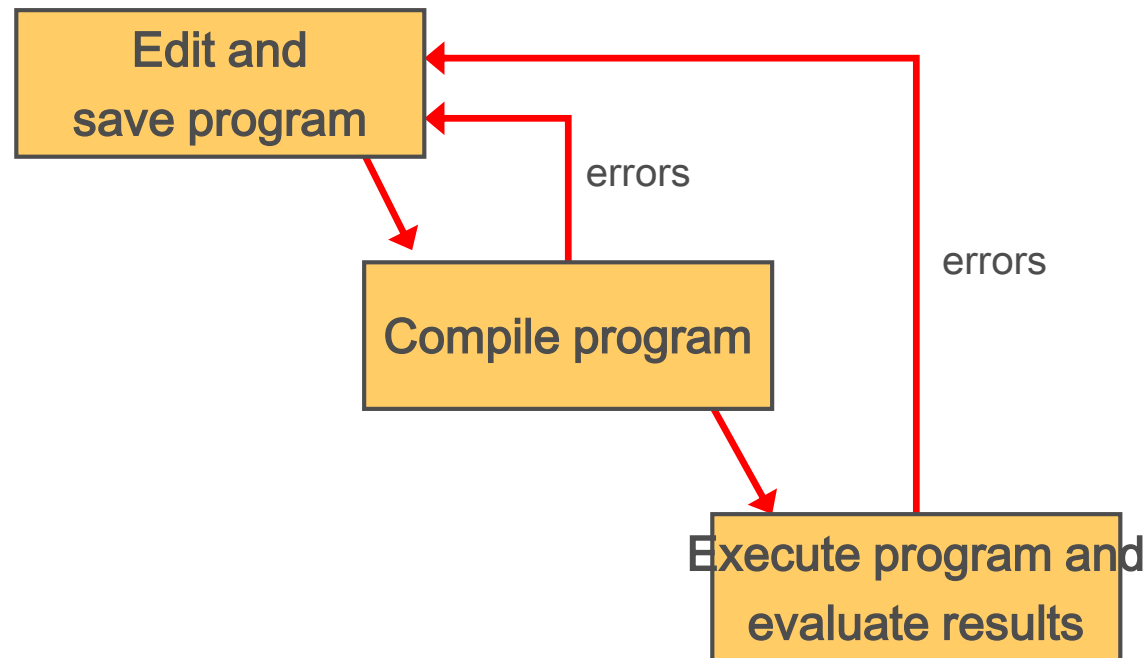 Edit and
save program
errors
errors
Compile program
Execute program and
evaluate results